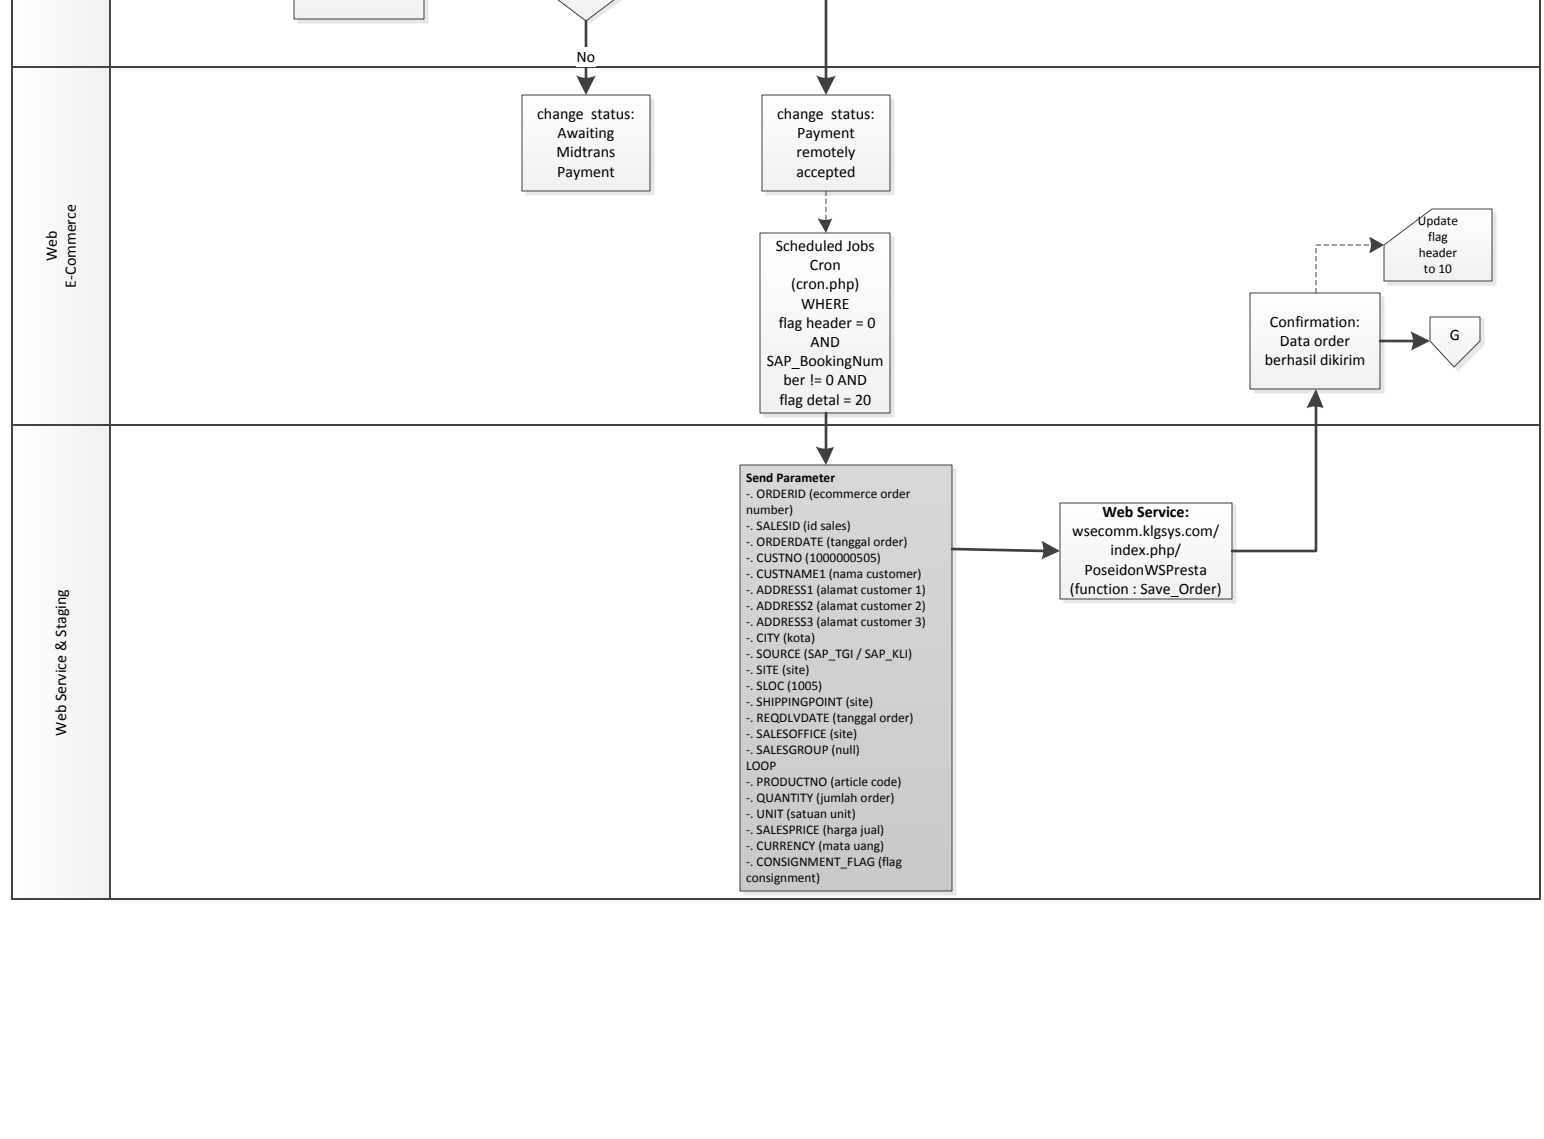 No
change status:
Awaiting
Midtrans
Payment
change status:
Payment
remotely
accepted
Web
E-Commerce
Scheduled Jobs
Cron
(cron.php)
WHERE
flag header = 0
AND
SAP_BookingNum
ber != 0 AND
flag detal = 20
Update
flag
header
to 10
Confirmation:
Data order
berhasil dikirim
G
Web Service & Staging
Send Parameter
-. ORDERID (ecommerce order
number)
-. SALESID (id sales)
-. ORDERDATE (tanggal order)
-. CUSTNO (1000000505)
-. CUSTNAME1 (nama customer)
-. ADDRESS1 (alamat customer 1)
-. ADDRESS2 (alamat customer 2)
-. ADDRESS3 (alamat customer 3)
-. CITY (kota)
-. SOURCE (SAP_TGI / SAP_KLI)
-. SITE (site)
-. SLOC (1005)
-. SHIPPINGPOINT (site)
-. REQDLVDATE (tanggal order)
-. SALESOFFICE (site)
-. SALESGROUP (null)
LOOP
-. PRODUCTNO (article code)
-. QUANTITY (jumlah order)
-. UNIT (satuan unit)
-. SALESPRICE (harga jual)
-. CURRENCY (mata uang)
-. CONSIGNMENT_FLAG (flag
consignment)
Web Service:
wsecomm.klgsys.com/
index.php/
PoseidonWSPresta
(function : Save_Order)